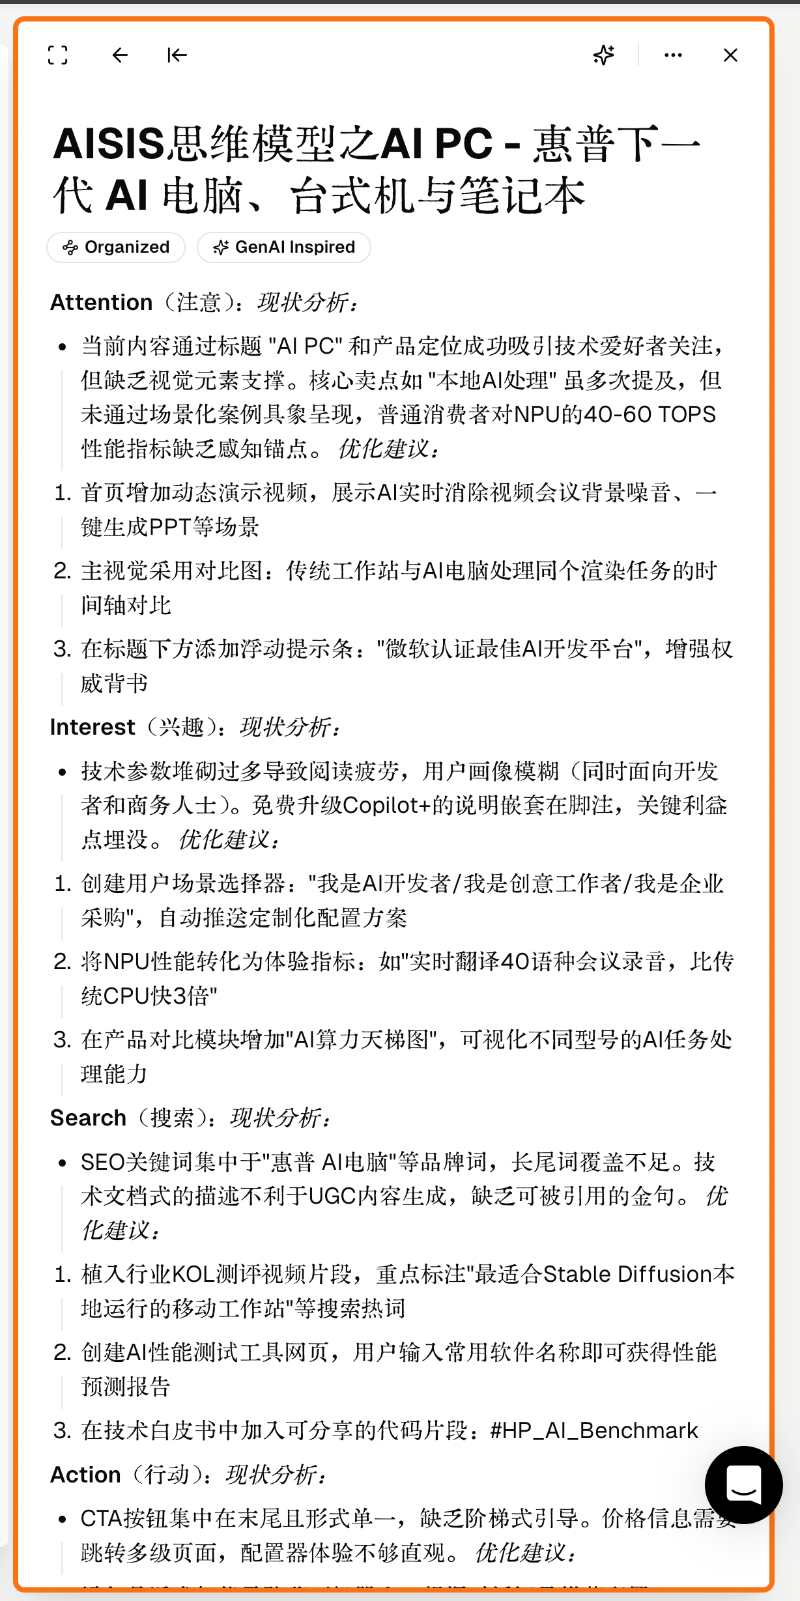 AISIS思维模型之AI PC - 惠普下一
代 AI 电脑、台式机与笔记本
Organized
GenAI Inspired
Attention（注意）：现状分析：
• 当前内容通过标题 "AI PC" 和产品定位成功吸引技术爱好者关注，
但缺乏视觉元素支撑。核心卖点如 "本地AI处理" 虽多次提及，但
未通过场景化案例具象呈现，普通消费者对NPU的40-60 TOPS
性能指标缺乏感知锚点。 优化建议：
1. 首页增加动态演示视频，展示AI实时消除视频会议背景噪音、一
键生成PPT等场景
2. 主视觉采用对比图：传统工作站与AI电脑处理同个渲染任务的时
间轴对比
3. 在标题下方添加浮动提示条："微软认证最佳AI开发平台"，增强权
威背书
Interest（兴趣）：现状分析：
• 技术参数堆砌过多导致阅读疲劳，用户画像模糊（同时面向开发
者和商务人士）。免费升级Copilot+的说明嵌套在脚注，关键利益
点埋没。 优化建议：
1. 创建用户场景选择器："我是AI开发者/我是创意工作者/我是企业
采购"，自动推送定制化配置方案
2. 将NPU性能转化为体验指标：如"实时翻译40语种会议录音，比传
统CPU快3倍"
3. 在产品对比模块增加"AI算力天梯图"，可视化不同型号的AI任务处
理能力
Search（搜索）：现状分析：
• SEO关键词集中于"惠普 AI电脑"等品牌词，长尾词覆盖不足。技
术文档式的描述不利于UGC内容生成，缺乏可被引用的金句。 优
化建议：
1. 植入行业KOL测评视频片段，重点标注"最适合Stable Diffusion本
地运行的移动工作站"等搜索热词
2. 创建AI性能测试工具网页，用户输入常用软件名称即可获得性能
预测报告
3. 在技术白皮书中加入可分享的代码片段：#HP_AI_Benchmark
Action（行动）：现状分析：
• CTA按钮集中在末尾且形式单一，缺乏阶梯式引导。价格信息需要
跳转多级页面，配置器体验不够直观。 优化建议：